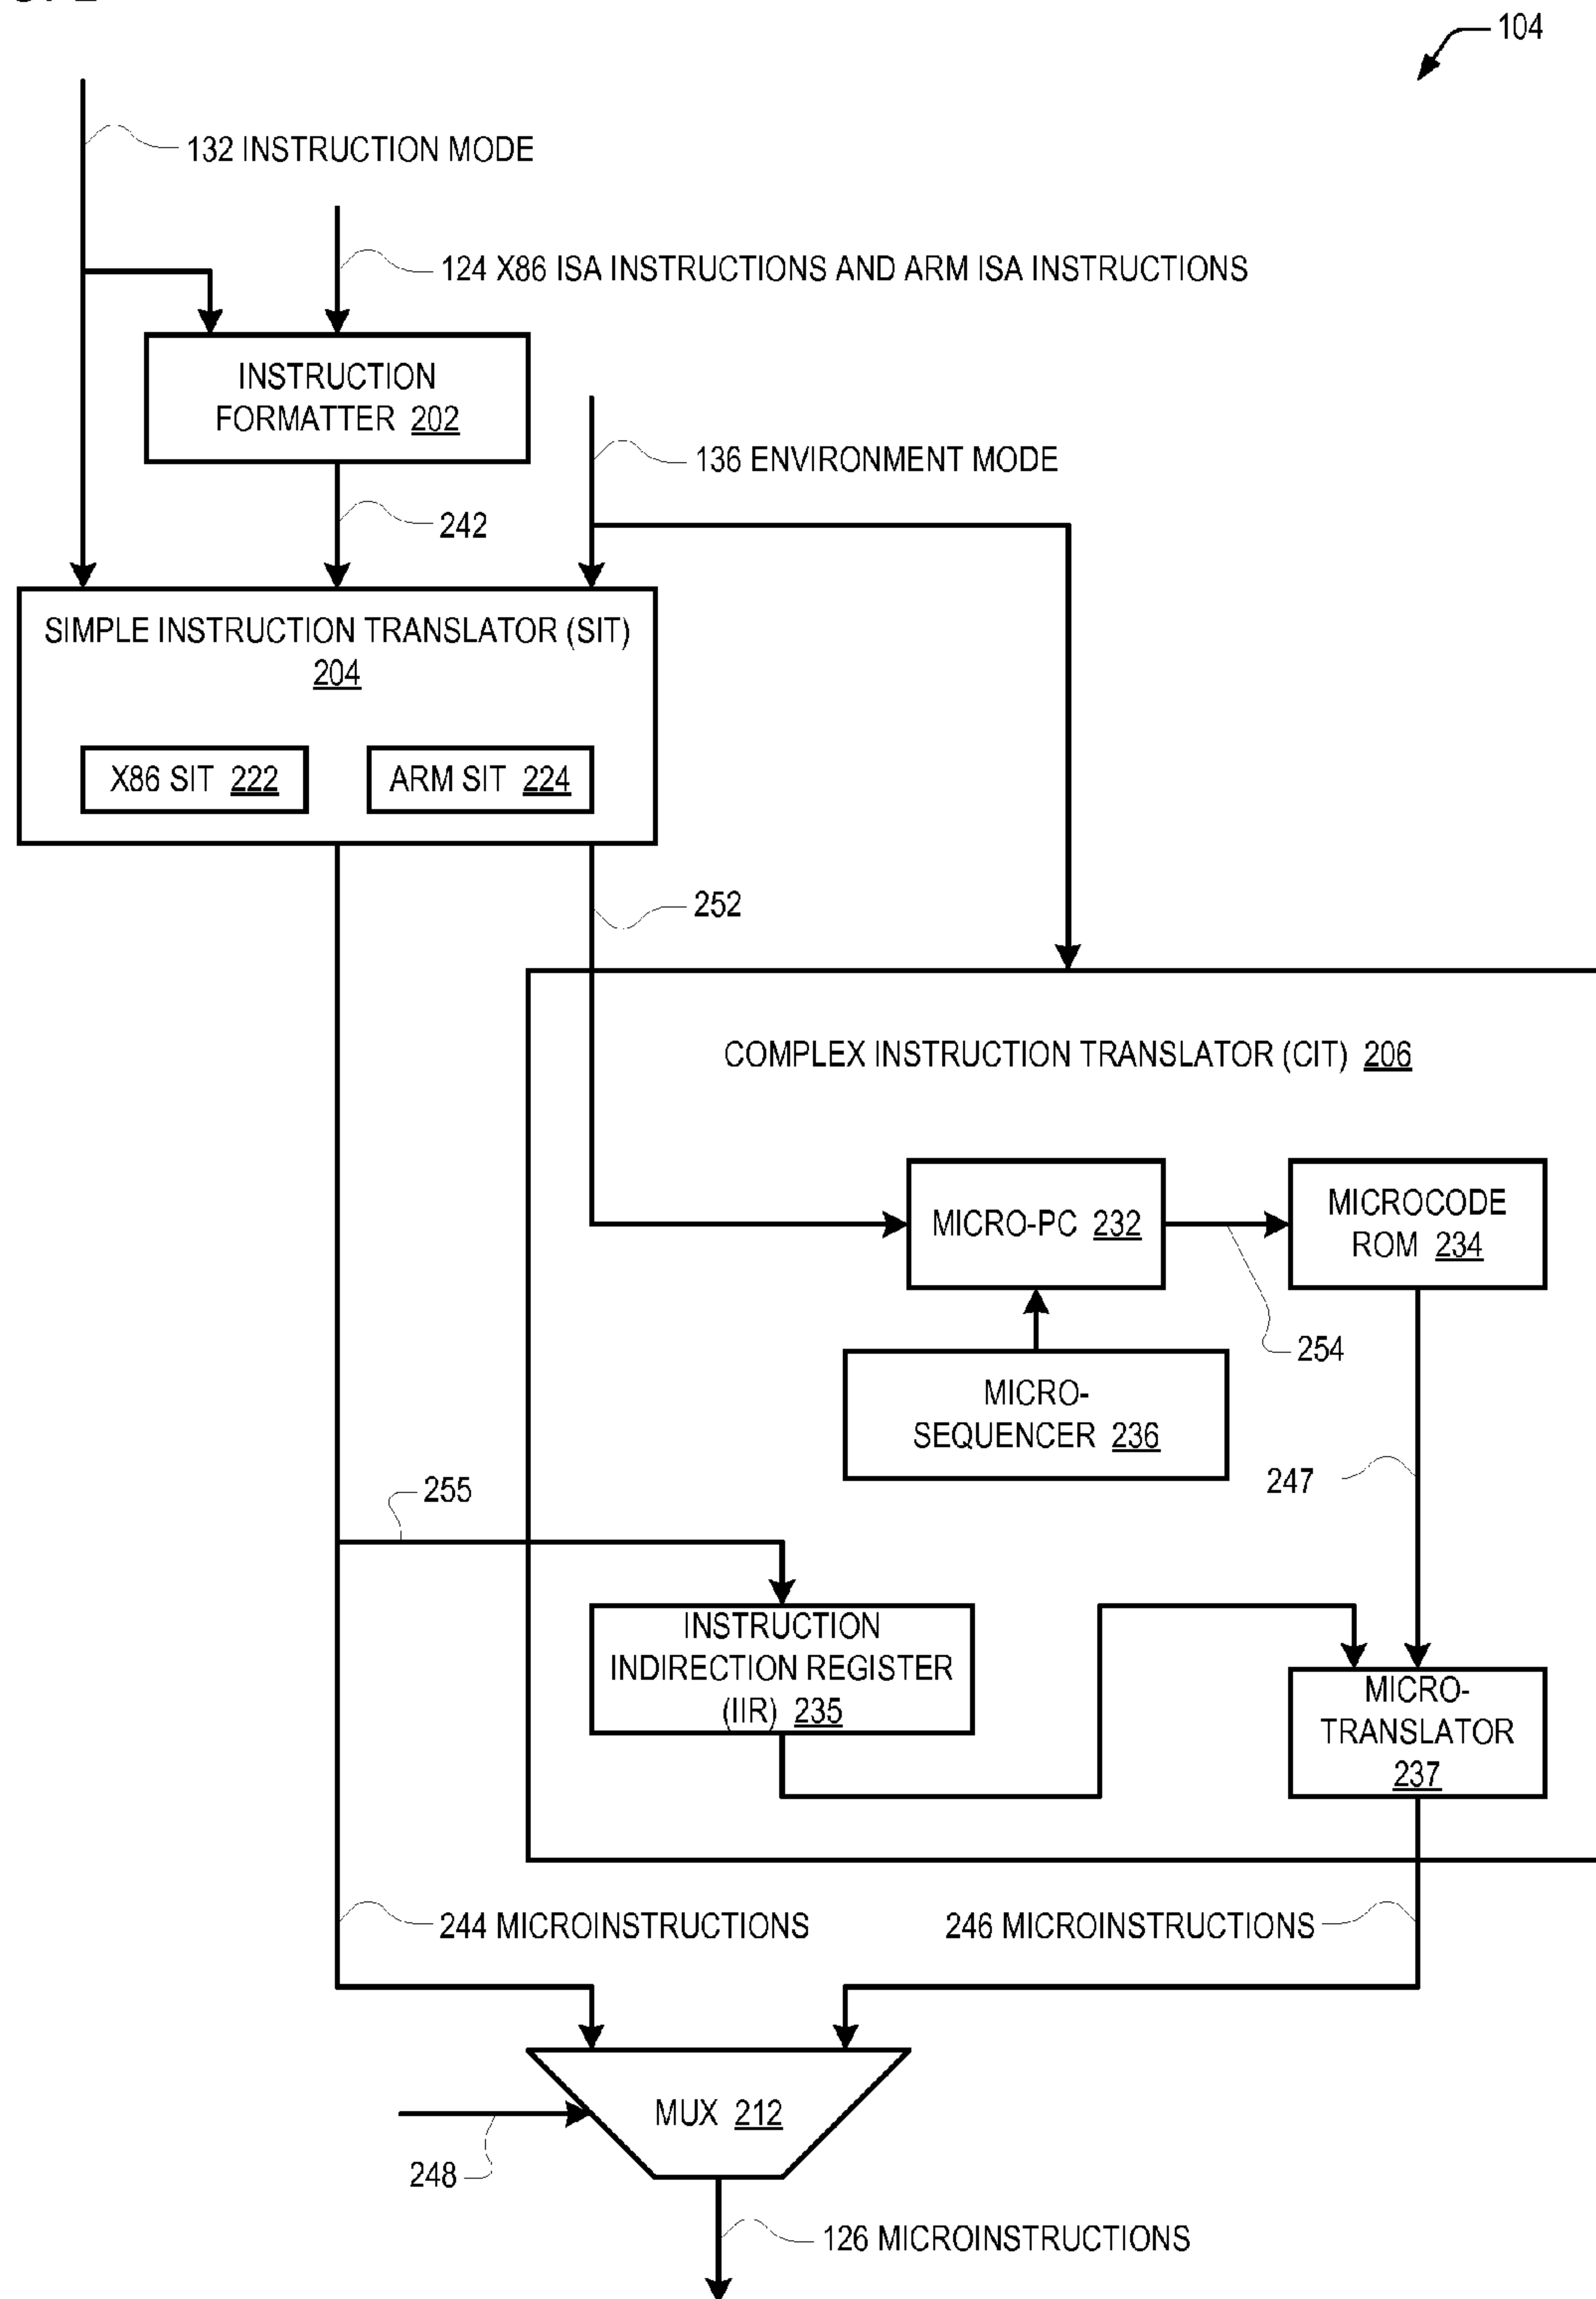 104
132 INSTRUCTION MODE
124 X86 ISA INSTRUCTIONS AND ARM ISA INSTRUCTIONS
INSTRUCTION
FORMATTER 202
136 ENVIRONMENT MODE
242
SIMPLE INSTRUCTION TRANSLATOR (SIT)
204
X86 SIT 222
ARM SIT 224
252
COMPLEX INSTRUCTION TRANSLATOR (CIT) 206
MICRO-PC 232
MICROCODE
ROM 234
254
MICRO-
SEQUENCER 236
247
255
INSTRUCTION
INDIRECTION REGISTER
(IIR) 235
MICRO-
TRANSLATOR
237
244 MICROINSTRUCTIONS
246 MICROINSTRUCTIONS
MUX 212
248
126 MICROINSTRUCTIONS